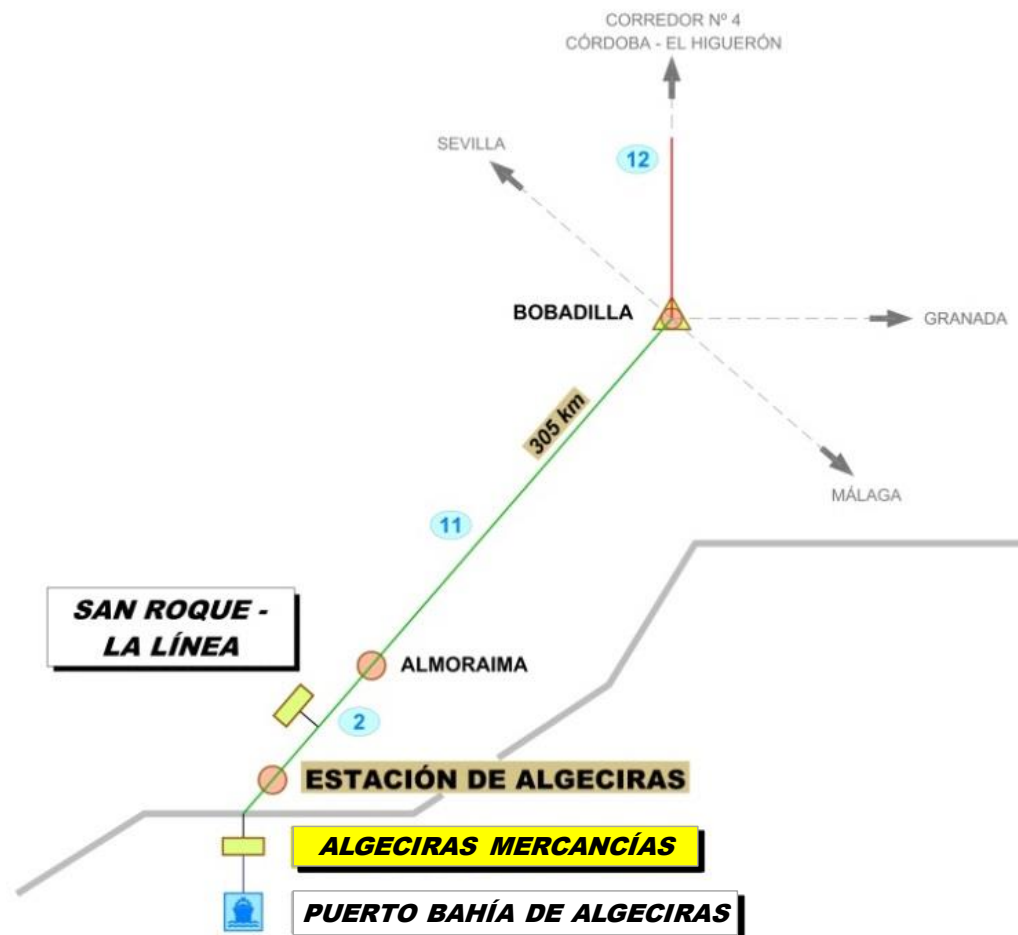 CORREDOR Nº 4
CÓRDOBA - EL HIGUERÓN
SEVILLA
12
BOBADILLA
GRANADA
305 km
MÁLAGA
11
SAN ROQUE -
LA LÍNEA
ALMORAIMA
2
ESTACIÓN DE ALGECIRAS
ALGECIRAS MERCANCÍAS
PUERTO BAHÍA DE ALGECIRAS